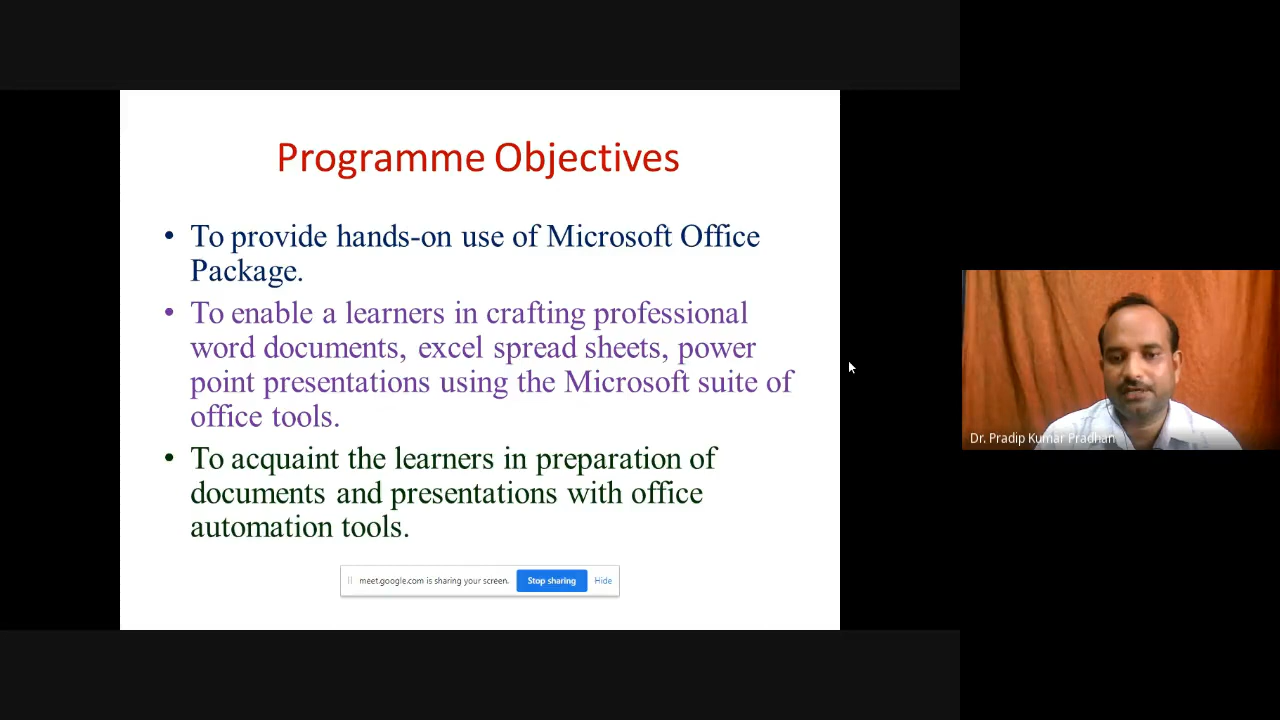 Programme Objectives
• To provide hands-on use of Microsoft Office
Package.
• To enable a learners in crafting professional
word documents, excel spread sheets, power
point presentations using the Microsoft suite of
office tools.
• To acquaint the learners in preparation of
documents and presentations with office
automation tools.
meet.google.com is sharing your screen. Stop sharing Hide
Dr. Pradip Kumar Pradhan